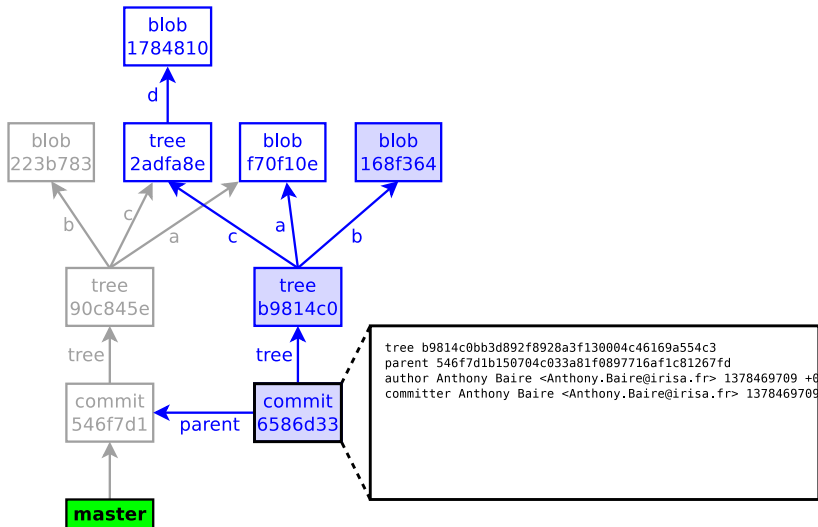 blob
1784810
d
blob
223b783
tree
2adfa8e
blob
f70f10e
blob
168f364
b
c
a
c
a
b
tree
90c845e
tree
b9814c0
tree
tree
commit
546f7d1
parent
commit
6586d33
tree b9814c0bb3d892f8928a3f130004c46169a554c3
parent 546f7d1b150704c033a81f0897716af1c81267fd
author Anthony Baire <Anthony.Baire@irisa.fr> 1378469709 +0
committer Anthony Baire <Anthony.Baire@irisa.fr> 1378469709
master